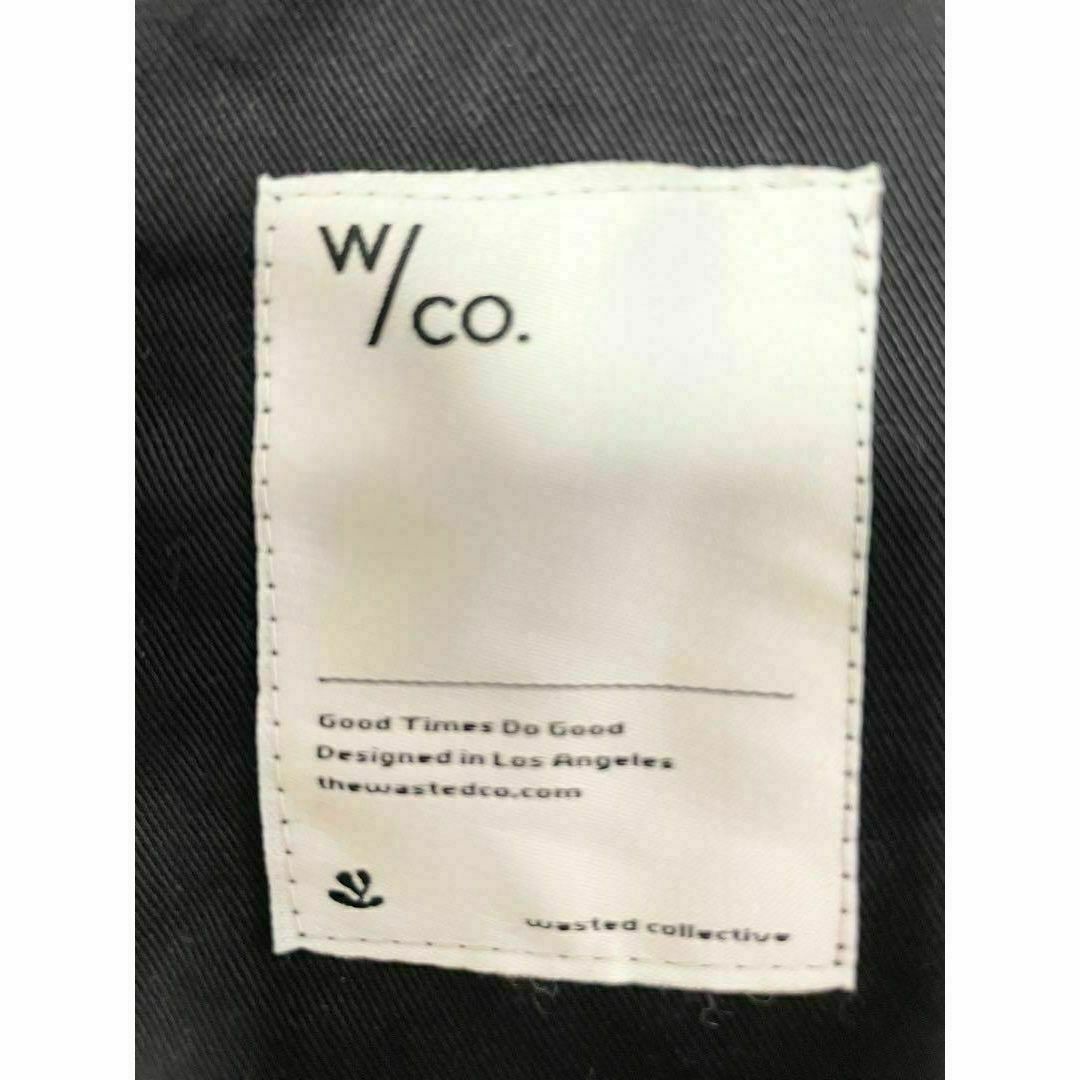 W/
CO.
Good Times Do Good
Designed in Los Angeles
thewastedco.com
wasted collective